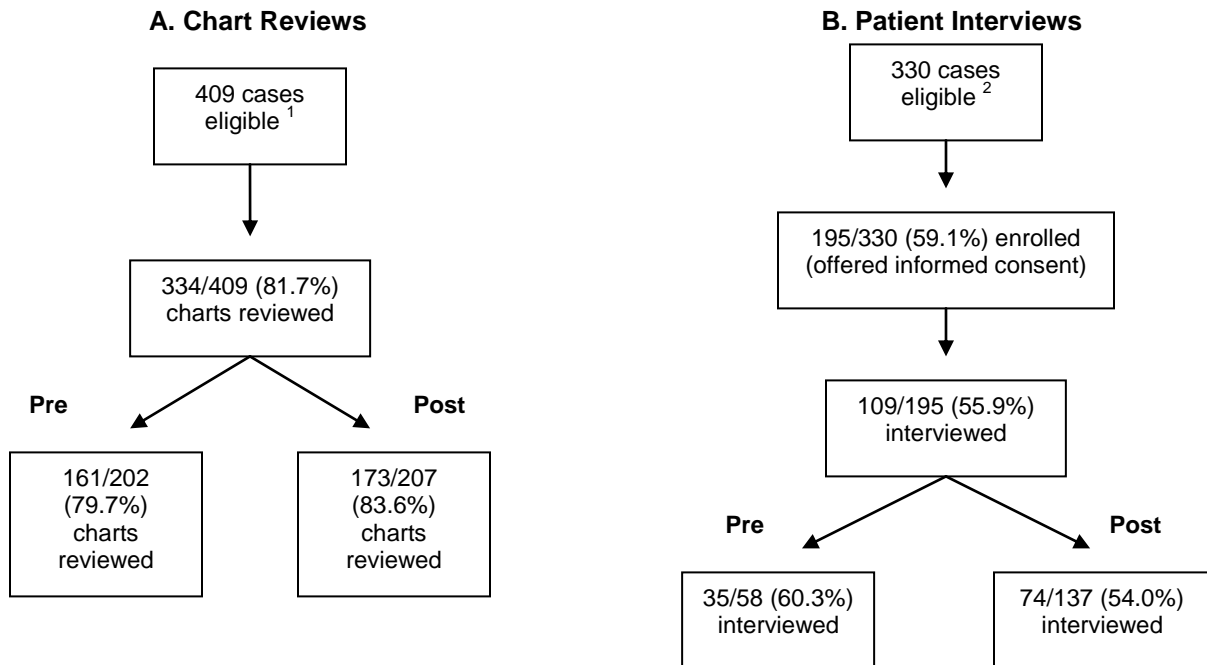 A. Chart Reviews
409 cases
eligible 1
334/409 (81.7%)
charts reviewed
Pre
Post
161/202
(79.7%)
charts
reviewed
173/207
(83.6%)
charts
reviewed
B. Patient Interviews
330 cases
eligible 2
195/330 (59.1%) enrolled
(offered informed consent)
109/195 (55.9%)
interviewed
Pre
Post
35/58 (60.3%)
interviewed
74/137 (54.0%)
interviewed